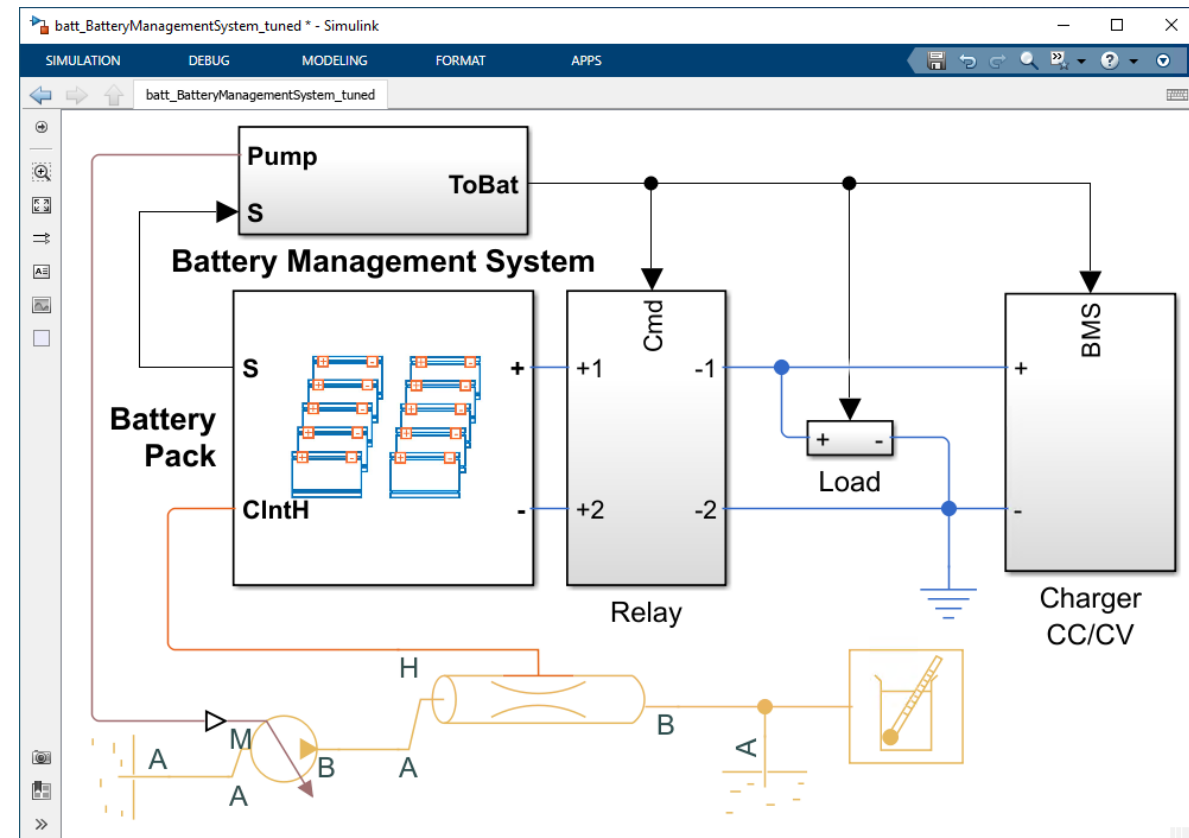 batt_BatteryManagementSystem_tuned * - Simulink
SIMULATION DEBUG MODELING FORMAT APPS
batt_BatteryManagementSystem_tuned
Pump
ToBat
S
Battery Management System
Cmd
BMS
S
+
+1
-1
+
Battery
Pack
+ -
Load
ClntH
-
+2
-2
-
Relay
Charger
CC/CV
H
M
A
B
A
A
B
A